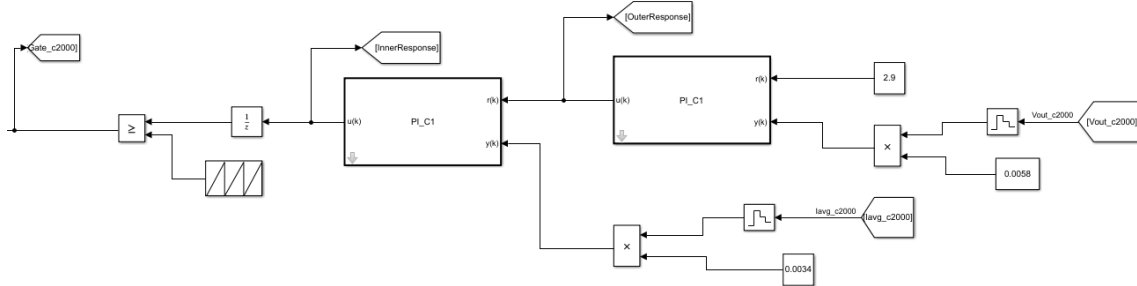 [OuterResponse]
Gate_c2000]
[InnerResponse]
r(k)
2.9
u(k)
PI_C1
r(k)
u(k)
PI_C1
1
z
≥
y(k)
Vout_c2000
[Vout_c2000]
y(k)
×
0.0058
Iavg_c2000
[Iavg_c2000]
×
0.0034